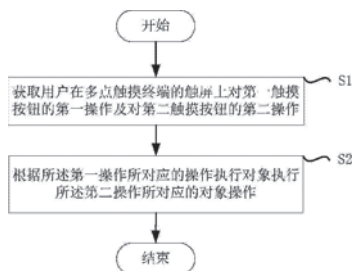 开始
S1
获取用户在多点触摸终端的触屏上对第一触摸
按钮的第一操作及对第二触摸按钮的第二操作
S2
根据所述第一操作所对应的操作执行对象执行
所述第二操作所对应的对象操作
结束